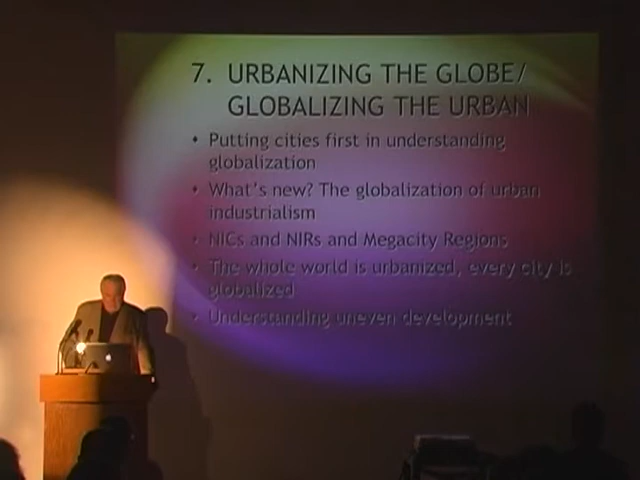 7. URBANIZING THE GLOBE/
GLOBALIZING THE URBAN
• Putting cities first in understanding
globalization
• What's new? The globalization of urban
industrialism
• NICs and NIRs and Megacity Regions
• The whole world is urbanized, every city is
globalized
• Understanding uneven development